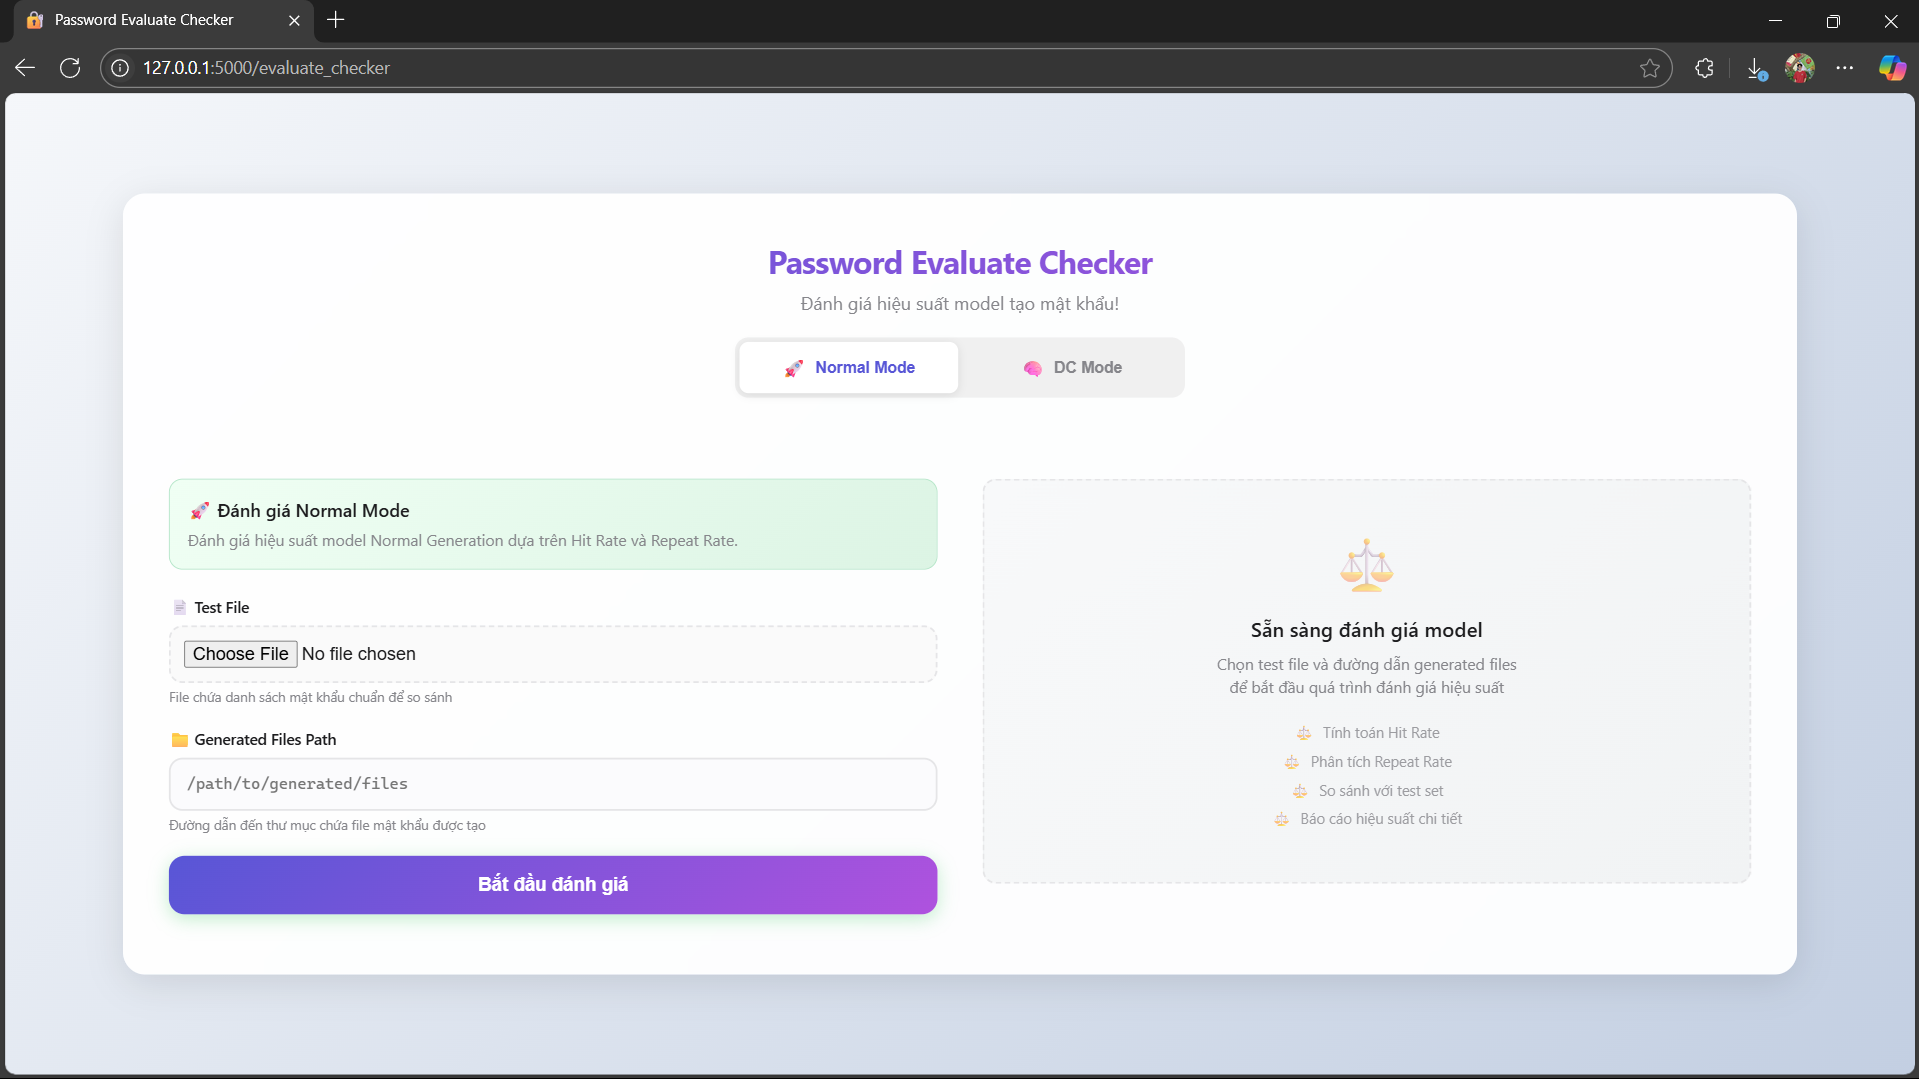 Password Evaluate Checker
127.0.0.1:5000/evaluate_checker
Password Evaluate Checker
Đánh giá hiệu suất model tạo mật khẩu!
Normal Mode
DC Mode
Đánh giá Normal Mode
Đánh giá hiệu suất model Normal Generation dựa trên Hit Rate và Repeat Rate.
Test File
Choose File No file chosen
File chứa danh sách mật khẩu chuẩn để so sánh
Generated Files Path
/path/to/generated/files
Đường dẫn đến thư mục chứa file mật khẩu được tạo
Bắt đầu đánh giá
Sẵn sàng đánh giá model
Chọn test file và đường dẫn generated files
để bắt đầu quá trình đánh giá hiệu suất
Tính toán Hit Rate
Phân tích Repeat Rate
So sánh với test set
Báo cáo hiệu suất chi tiết